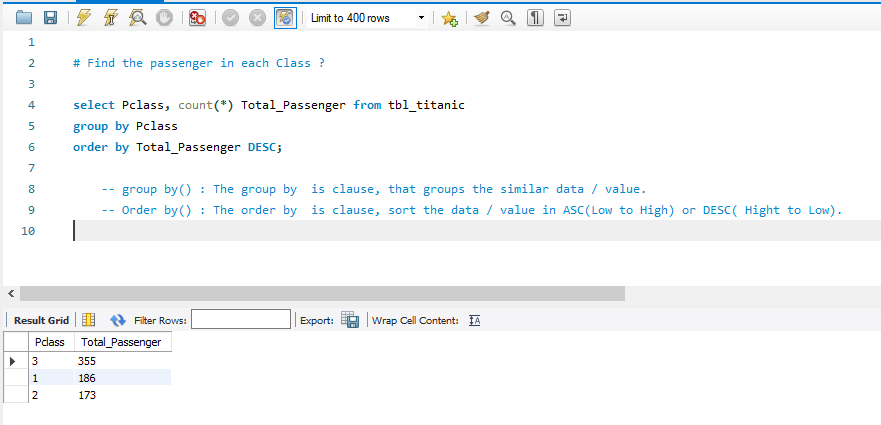 Limit to 400 rows
1
2 # Find the passenger in each Class ?
3
4 select Pclass, count(*) Total_Passenger from tbl_titanic
5 group by Pclass
6 order by Total_Passenger DESC;
7
8 -- group by() : The group by  is clause, that groups the similar data / value.
9 -- Order by() : The order by  is clause, sort the data / value in ASC(Low to High) or DESC( Hight to Low).
10
Result Grid Filter Rows: Export: Wrap Cell Content:
Pclass Total_Passenger
3 355
1 186
2 173